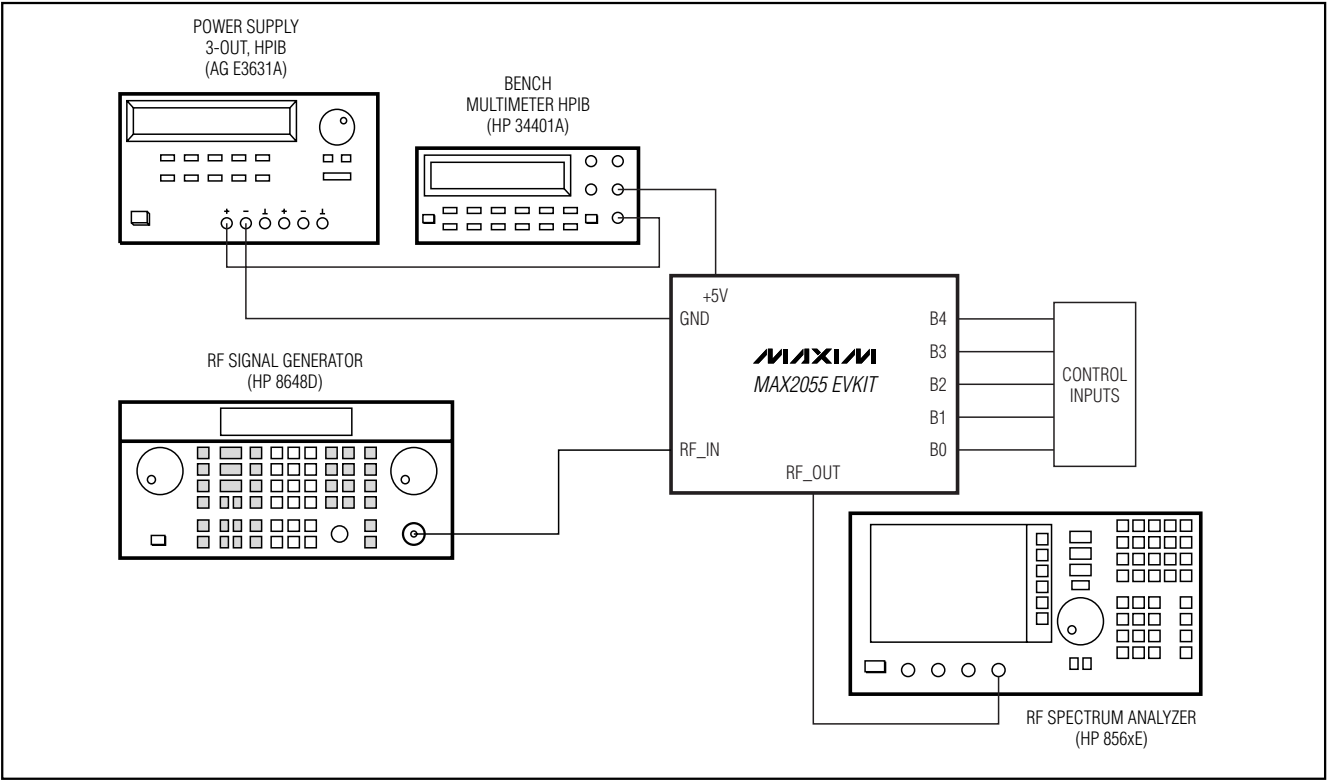 POWER SUPPLY
3-OUT, HPIB
(AG E3631A)
BENCH
MULTIMETER HPIB
(HP 34401A)
+ - ⊥ + - ⊥
+5V
GND
B4
B3
B2
B1
B0
MAXIM
MAX2055 EVKIT
CONTROL
INPUTS
RF SIGNAL GENERATOR
(HP 8648D)
RF_IN
RF_OUT
RF SPECTRUM ANALYZER
(HP 856xE)